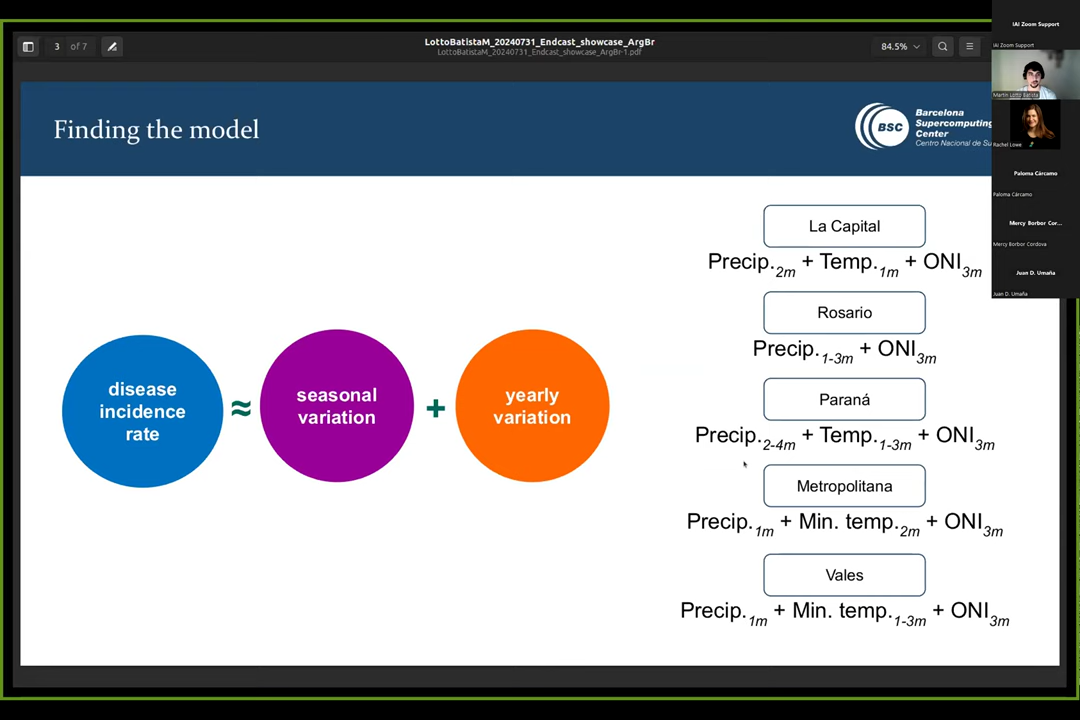 3 of 7
LottoBatistaM_20240731_Endcast_showcase_ArgBr
LottoBatistaM_20240731_Endcast_showcase_ArgBr-1.pdf
84.5%
Finding the model
BSC
Barcelona
Supercomputing
Center
Centro Nacional de Su
disease
incidence
rate
≈
seasonal
variation
+
yearly
variation
La Capital
Precip.2m + Temp.1m + ONI3m
Rosario
Precip.1-3m + ONI3m
Paraná
Precip.2-4m + Temp.1-3m + ONI3m
Metropolitana
Precip.1m + Min. temp.2m + ONI3m
Vales
Precip.1m + Min. temp.1-3m + ONI3m
IAI Zoom Support
IAI Zoom Support
Martín Lotto Batista
Rachel Lowe
Paloma Cárcamo
Paloma Cárcamo
Mercy Borbor Cor...
Mercy Borbor Cordova
Juan D. Umaña
Juan D. Umaña